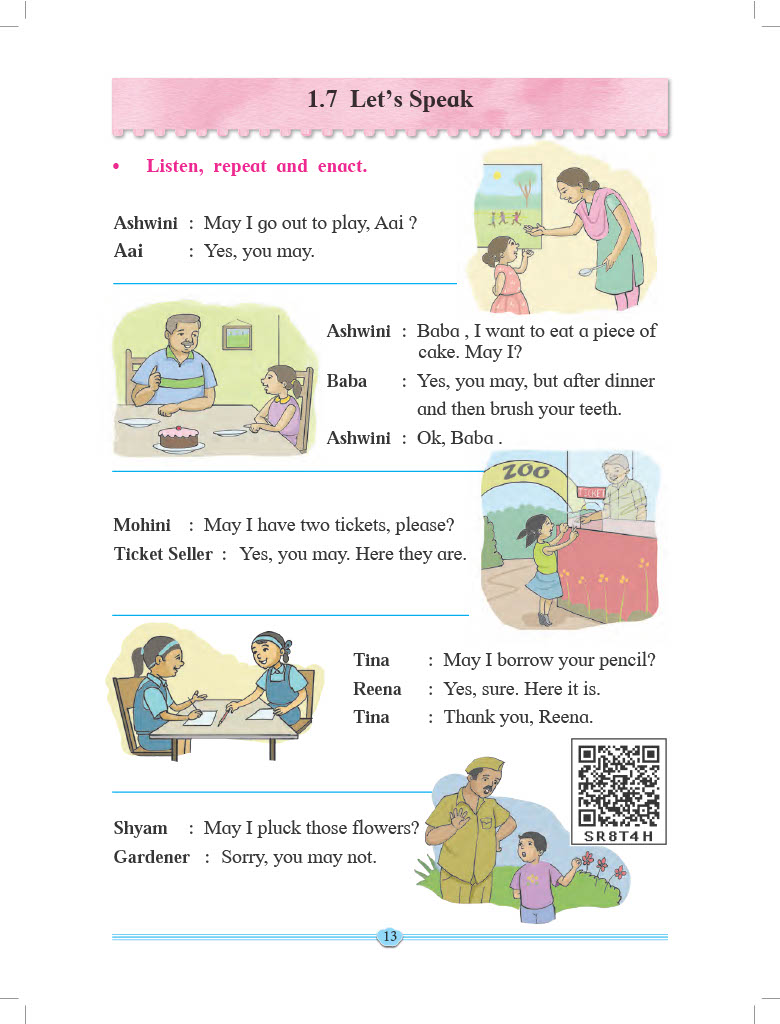 1.7 Let's Speak
• Listen, repeat and enact.
Ashwini : May I go out to play, Aai ?
Aai : Yes, you may.
Ashwini : Baba , I want to eat a piece of
cake. May I?
Baba : Yes, you may, but after dinner
and then brush your teeth.
Ashwini : Ok, Baba .
ZOO
TICKET
Mohini : May I have two tickets, please?
Ticket Seller : Yes, you may. Here they are.
Tina : May I borrow your pencil?
Reena : Yes, sure. Here it is.
Tina : Thank you, Reena.
SR8T4H
Shyam : May I pluck those flowers?
Gardener : Sorry, you may not.
13